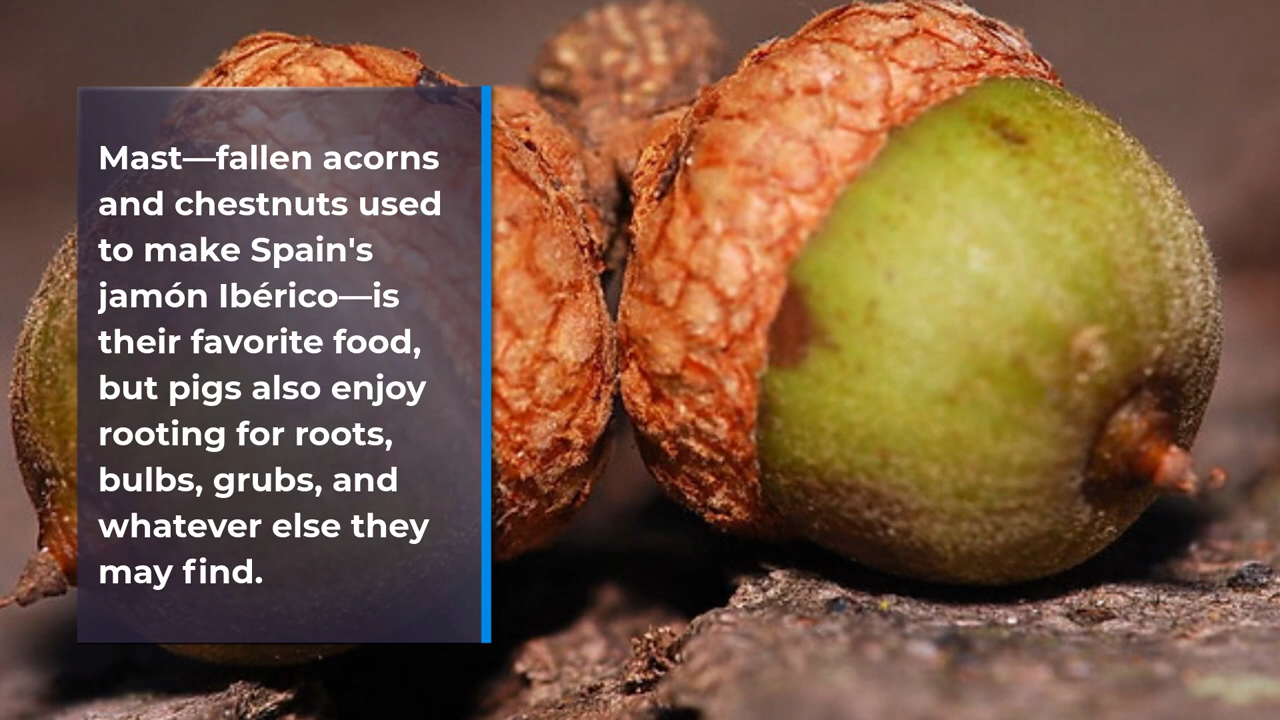 Mast—fallen acorns
and chestnuts used
to make Spain's
jamón Ibérico—is
their favorite food,
but pigs also enjoy
rooting for roots,
bulbs, grubs, and
whatever else they
may find.